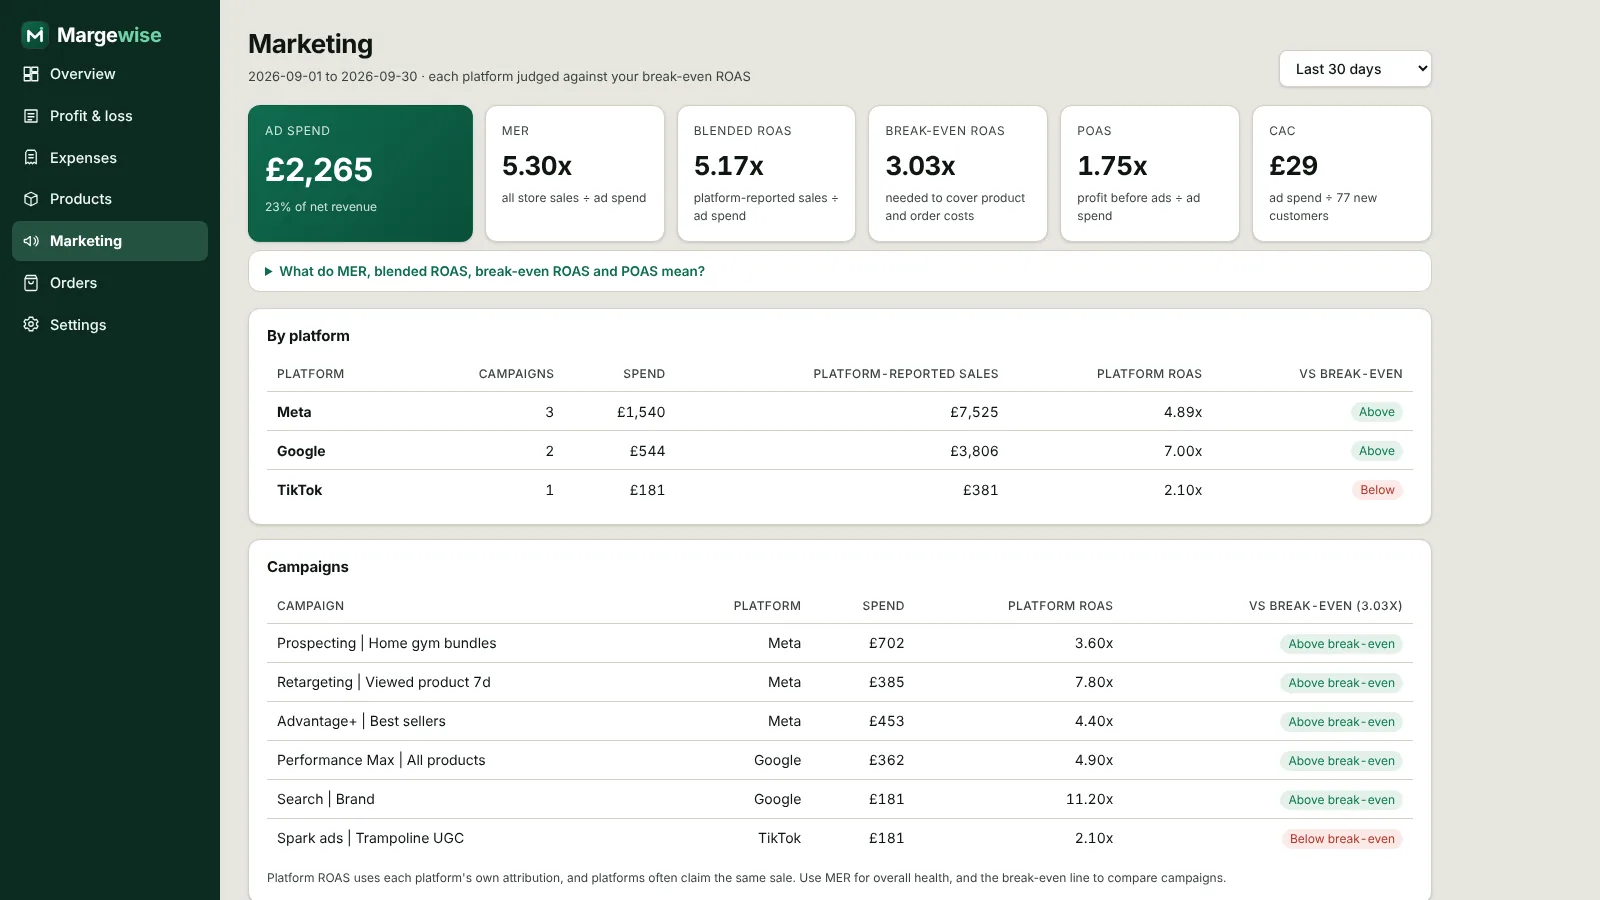 Margewise
Overview
Profit & loss
Expenses
Products
Marketing
Orders
Settings
Marketing
2026-09-01 to 2026-09-30 · each platform judged against your break-even ROAS
Last 30 days
AD SPEND
£2,265
23% of net revenue
MER
5.30x
all store sales ÷ ad spend
BLENDED ROAS
5.17x
platform-reported sales ÷
ad spend
BREAK-EVEN ROAS
3.03x
needed to cover product
and order costs
POAS
1.75x
profit before ads ÷ ad
spend
CAC
£29
ad spend ÷ 77 new
customers
What do MER, blended ROAS, break-even ROAS and POAS mean?
By platform
PLATFORM CAMPAIGNS SPEND PLATFORM-REPORTED SALES PLATFORM ROAS VS BREAK-EVEN
Meta 3 £1,540 £7,525 4.89x Above
Google 2 £544 £3,806 7.00x Above
TikTok 1 £181 £381 2.10x Below
Campaigns
CAMPAIGN PLATFORM SPEND PLATFORM ROAS VS BREAK-EVEN (3.03X)
Prospecting | Home gym bundles Meta £702 3.60x Above break-even
Retargeting | Viewed product 7d Meta £385 7.80x Above break-even
Advantage+ | Best sellers Meta £453 4.40x Above break-even
Performance Max | All products Google £362 4.90x Above break-even
Search | Brand Google £181 11.20x Above break-even
Spark ads | Trampoline UGC TikTok £181 2.10x Below break-even
Platform ROAS uses each platform's own attribution, and platforms often claim the same sale. Use MER for overall health, and the break-even line to compare campaigns.